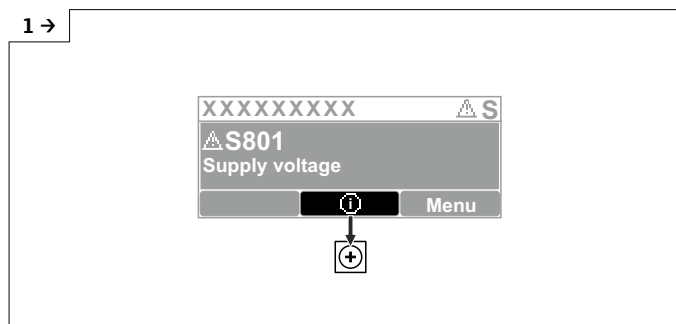 1 →
XXXXXXXXX ⚠ S
⚠ S801
Supply voltage
ⓘ Menu
+